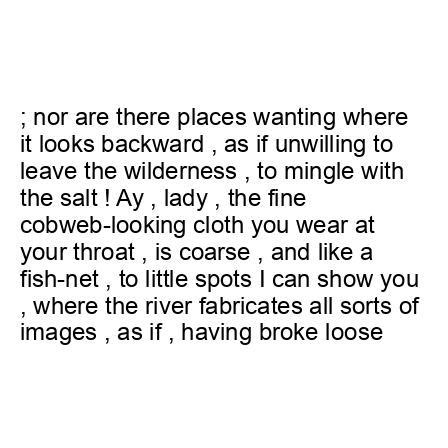 ; nor are there places wanting where
it looks backward , as if unwilling to
leave the wilderness , to mingle with
the salt ! Ay , lady , the fine
cobweb-looking cloth you wear at
your throat , is coarse , and like a
fish-net , to little spots I can show you
, where the river fabricates all sorts of
images , as if , having broke loose